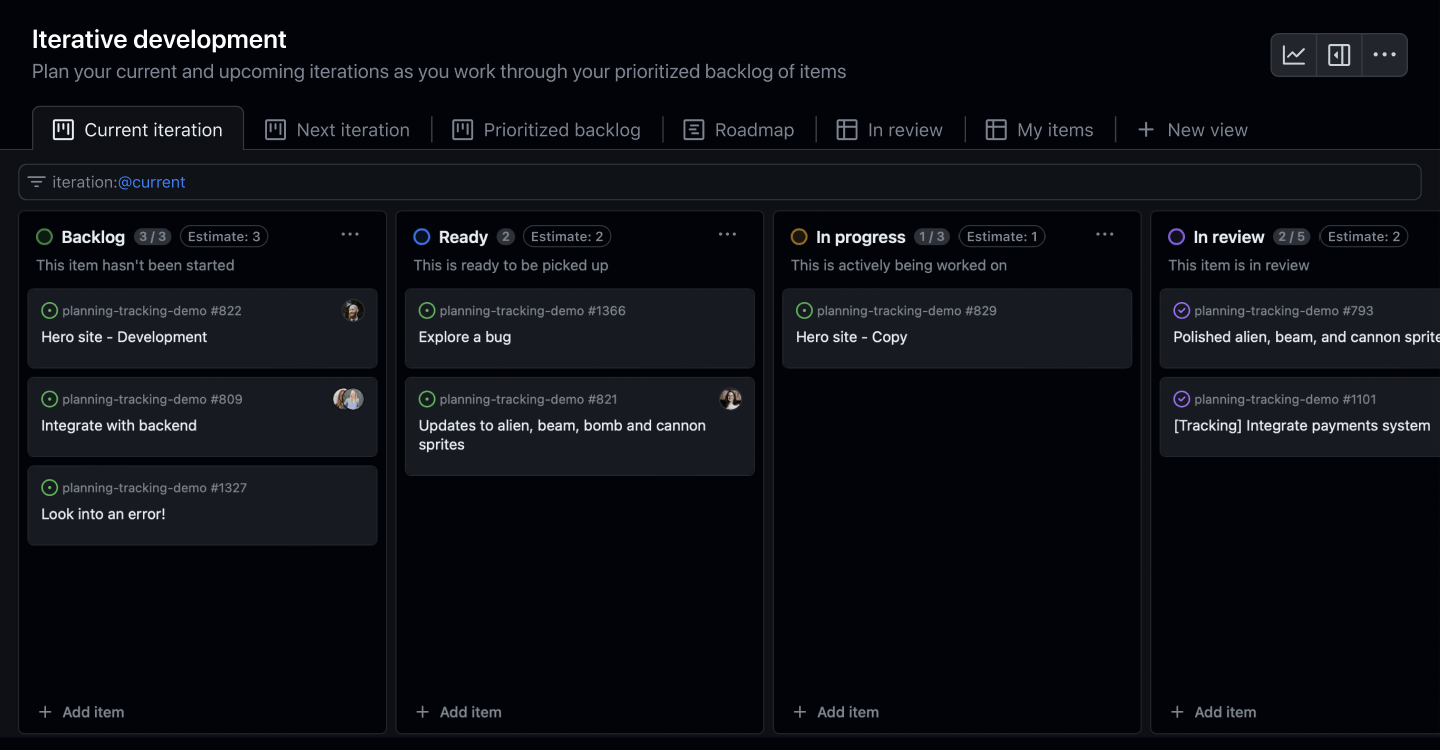 Iterative development
Plan your current and upcoming iterations as you work through your prioritized backlog of items
Current iteration
Next iteration
Prioritized backlog
Roadmap
In review
My items
New view
iteration:@current
Backlog 3 / 3 Estimate: 3
This item hasn't been started
planning-tracking-demo #822
Hero site - Development
planning-tracking-demo #809
Integrate with backend
planning-tracking-demo #1327
Look into an error!
Add item
Ready 2 Estimate: 2
This is ready to be picked up
planning-tracking-demo #1366
Explore a bug
planning-tracking-demo #821
Updates to alien, beam, bomb and cannon
sprites
Add item
In progress 1 / 3 Estimate: 1
This is actively being worked on
planning-tracking-demo #829
Hero site - Copy
Add item
In review 2 / 5 Estimate: 2
This item is in review
planning-tracking-demo #793
Polished alien, beam, and cannon sprite
planning-tracking-demo #1101
[Tracking] Integrate payments system
Add item